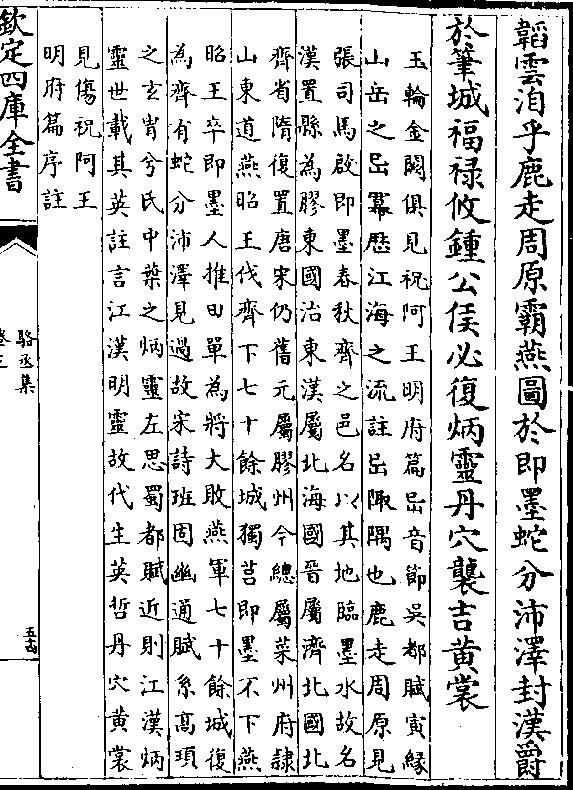 韜雲洎乎鹿走周原霸燕圖於即墨蛇分沛澤封漢爵
於筆城福禄攸鍾公侯必復炳靈丹穴襲吉黄裳
玉輪金闕俱見祝阿王明府篇岊音節吳都賦夤縁
山岳之岊冪歴江海之流註岊陬隅也鹿走周原見
張司馬啟即墨春秋齊之邑名以其地臨墨水故名
漢置縣為膠東國治東漢屬北海國晉屬濟北國北
齊省隋復置唐宋仍舊元屬膠州今總屬萊州府隷
山東道燕昭王伐齊下七十餘城獨莒即墨不下燕
昭王卒即墨人推田單為將大敗燕軍七十餘城復
為齊有蛇分沛澤見過故宋詩班固幽通賦系高頊
之玄胄兮氏中葉之炳靈左思蜀都賦近則江漢炳
靈世載其英註言江漢明靈故代生英哲丹穴黄裳
見傷祝阿王
明府篇序註
欽定四庫全書
駱丞集
卷三